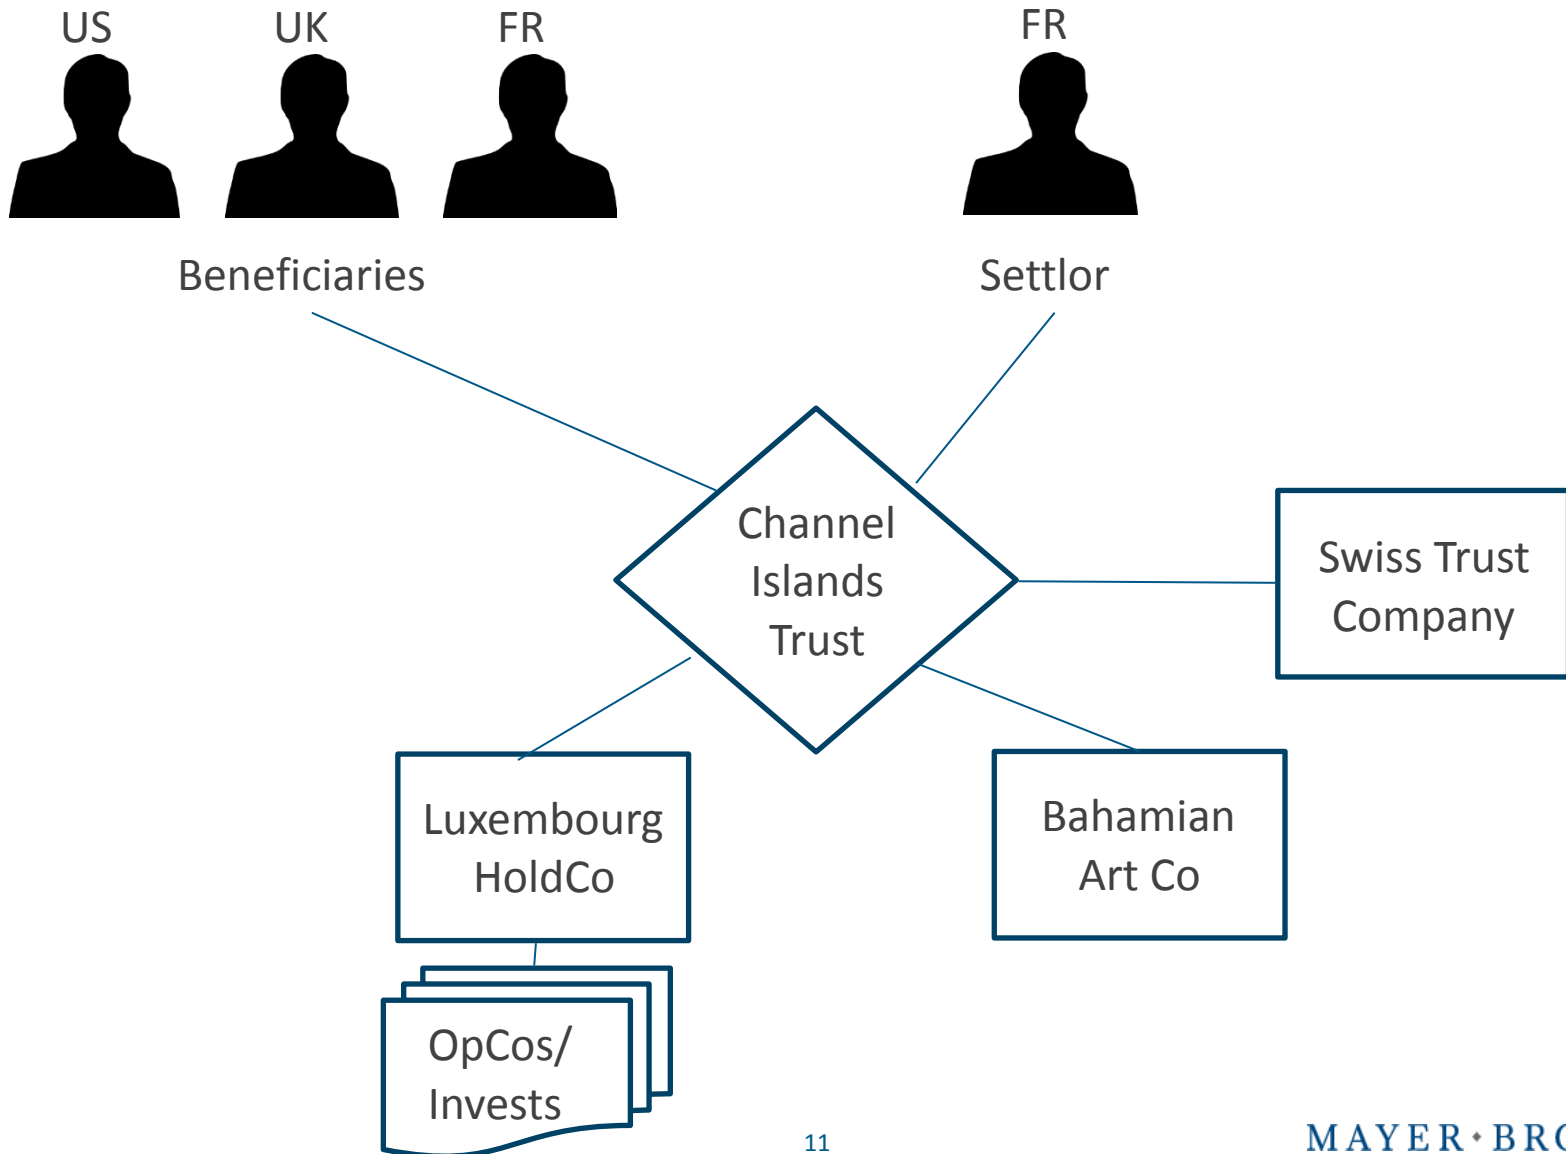 US
UK
FR
FR
Beneficiaries
Settlor
Channel
Islands
Trust
Swiss Trust
Company
Luxembourg
HoldCo
Bahamian
Art Co
OpCos/
Invests
11
MAYER